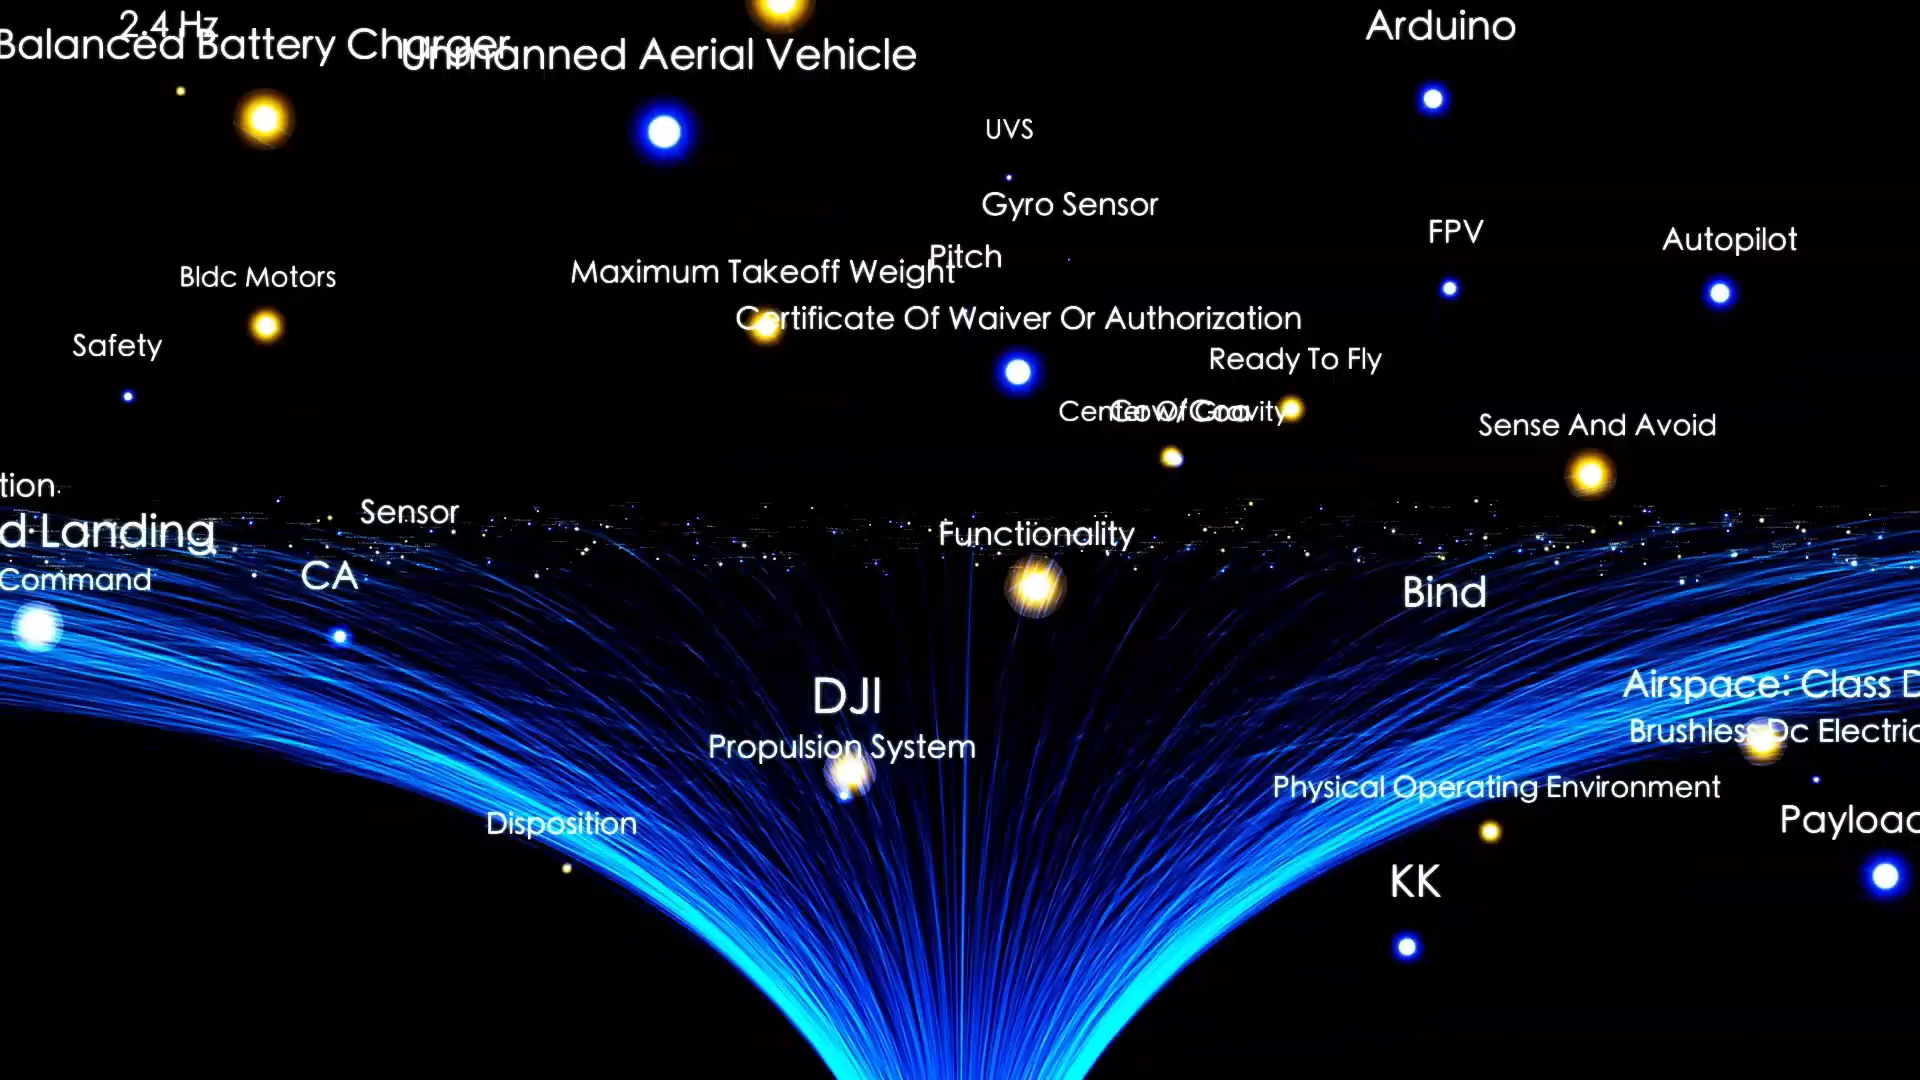 2.4 Hz
Arduino
Balanced Battery Charger
Unmanned Aerial Vehicle
UVS
Gyro Sensor
FPV
Autopilot
Pitch
Maximum Takeoff Weight
Bldc Motors
Certificate Of Waiver Or Authorization
Safety
Ready To Fly
Center Of Gravity
Cow/Coa
Sense And Avoid
tion
Sensor
d Landing
Functionality
Command
CA
Bind
Airspace: Class D
DJI
Brushless Dc Electric
Propulsion System
Physical Operating Environment
Payload
Disposition
KK